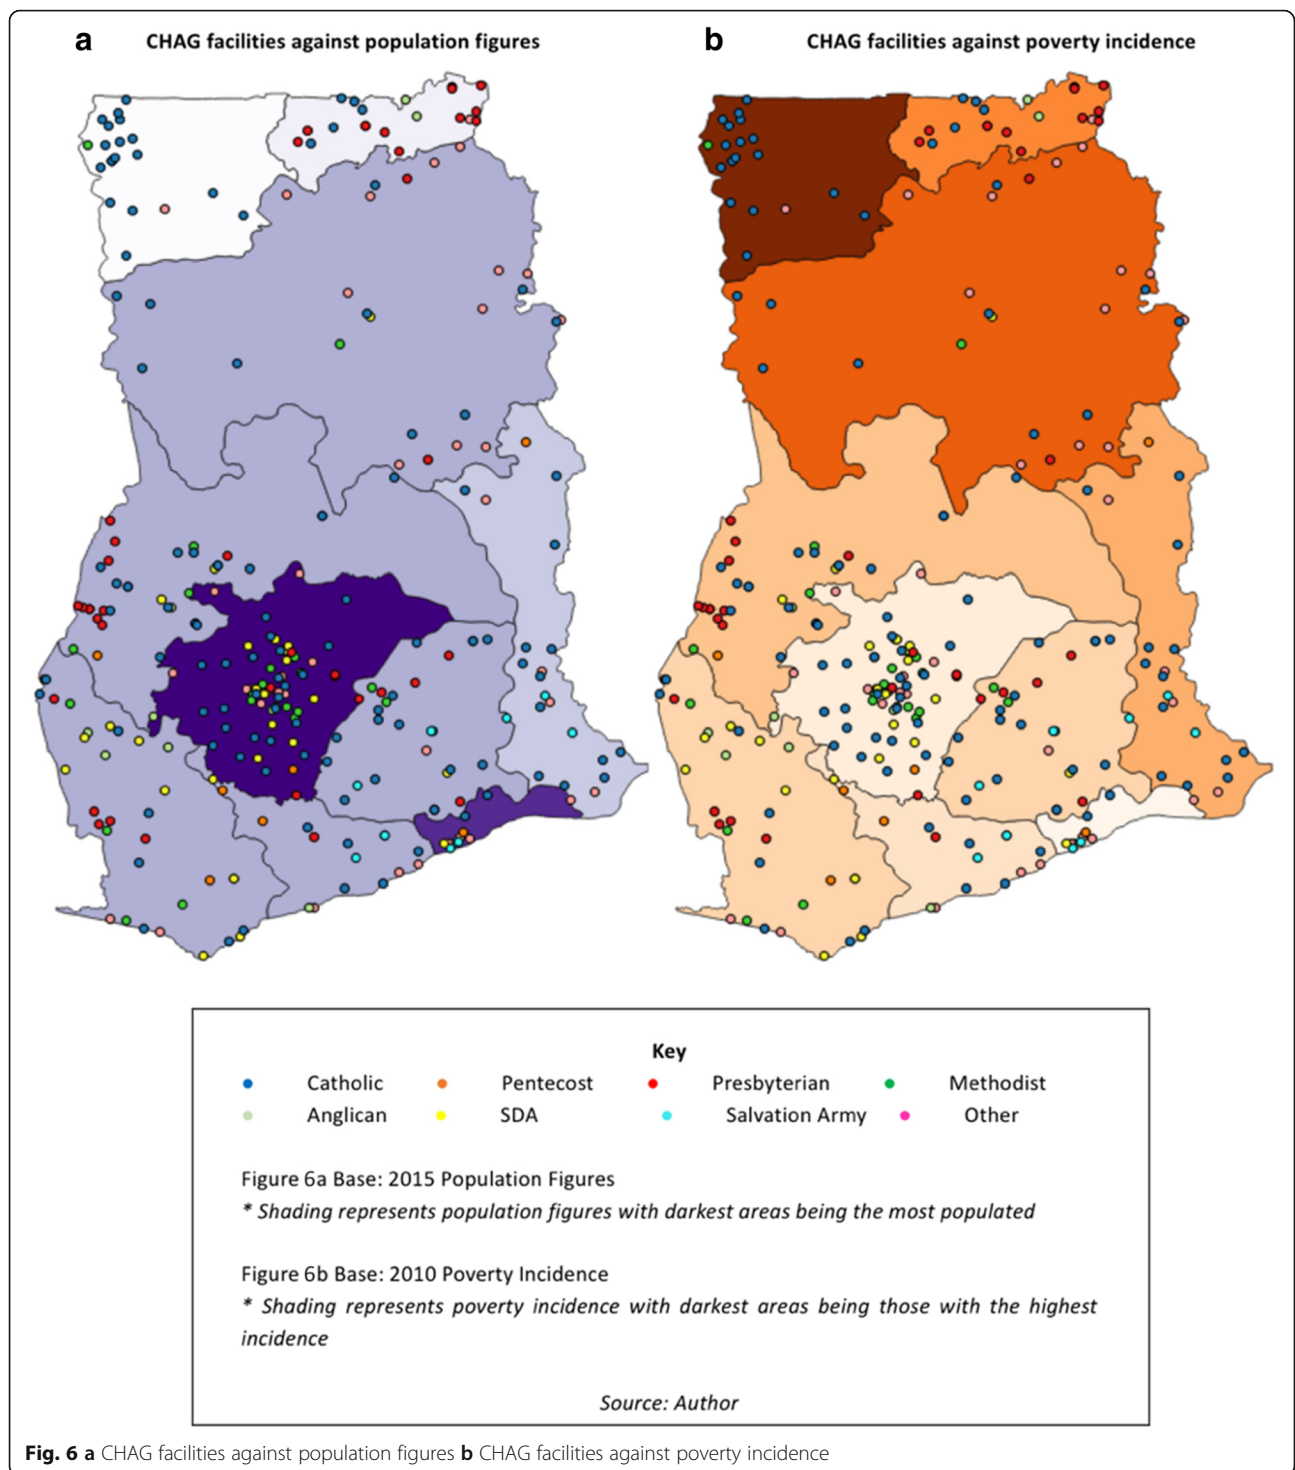 a CHAG facilities against population figures
b CHAG facilities against poverty incidence
Key
Catholic Pentecost Presbyterian Methodist
Anglican SDA Salvation Army Other
Figure 6a Base: 2015 Population Figures
* Shading represents population figures with darkest areas being the most populated
Figure 6b Base: 2010 Poverty Incidence
* Shading represents poverty incidence with darkest areas being those with the highest
incidence
Source: Author
Fig. 6 a CHAG facilities against population figures b CHAG facilities against poverty incidence